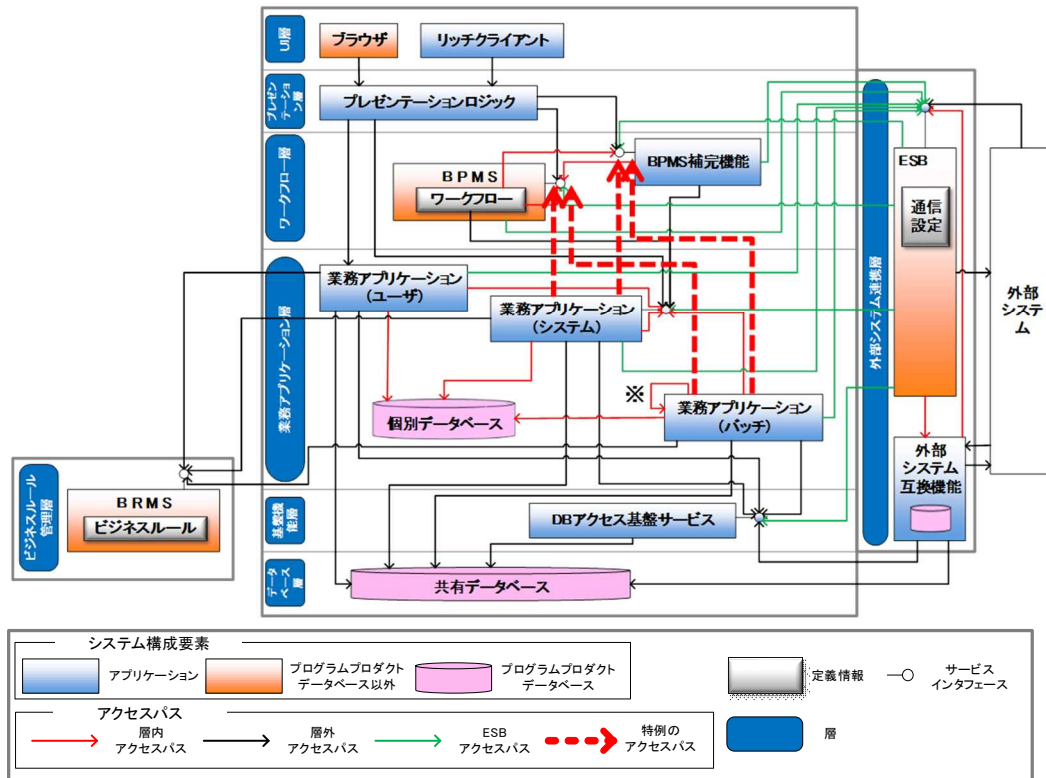 UI層
ブラウザ
リッチクライアント
プレゼン
テーショ
ン層
プレゼンテーションロジック
ワークフロー層
BPMS
ワークフロー
BPMS補完機能
外部システム連携層
ESB
通信
設定
外部
システ
ム
業務アプリケーション層
業務アプリケーション
(ユーザ)
業務アプリケーション
(システム)
※
業務アプリケーション
(バッチ)
個別データベース
外部
システム
互換機能
ビジネスルール
管理層
BRMS
ビジネスルール
基盤機
能層
DBアクセス基盤サービス
データ
ベース
層
共有データベース
システム構成要素
アプリケーション
プログラムプロダクト
データベース以外
プログラムプロダクト
データベース
定義情報
サービス
インタフェース
アクセスパス
層内
アクセスパス
層外
アクセスパス
ESB
アクセスパス
特例の
アクセスパス
層